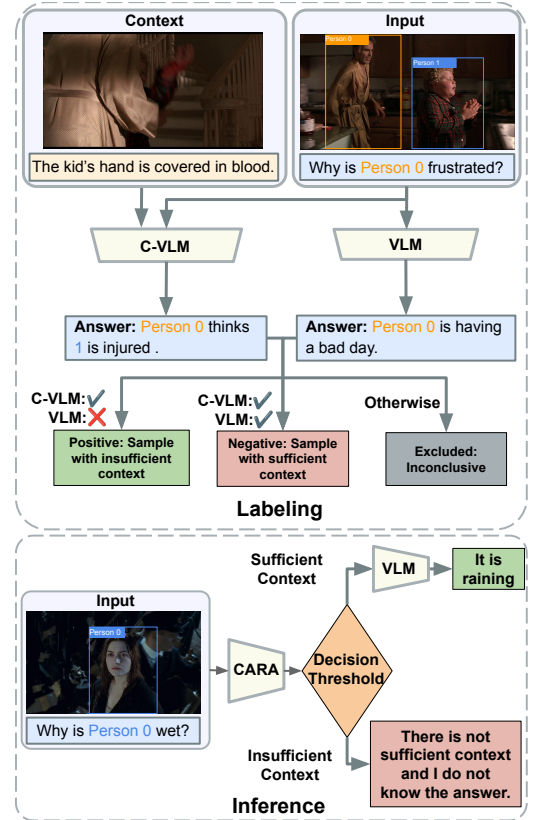 Context
The kid's hand is covered in blood.
Input
Person 0
Person 1
Why is Person 0 frustrated?
C-VLM
VLM
Answer: Person 0 thinks
1 is injured .
Answer: Person 0 is having
a bad day.
C-VLM:✔
VLM:❌
C-VLM:✔
VLM:✔
Otherwise
Positive: Sample
with insufficient
context
Negative: Sample
with sufficient
context
Excluded:
Inconclusive
Labeling
Input
Person 0
Why is Person 0 wet?
CARA
Decision
Threshold
Sufficient
Context
VLM
It is
raining
Insufficient
Context
There is not
sufficient context
and I do not
know the answer.
Inference